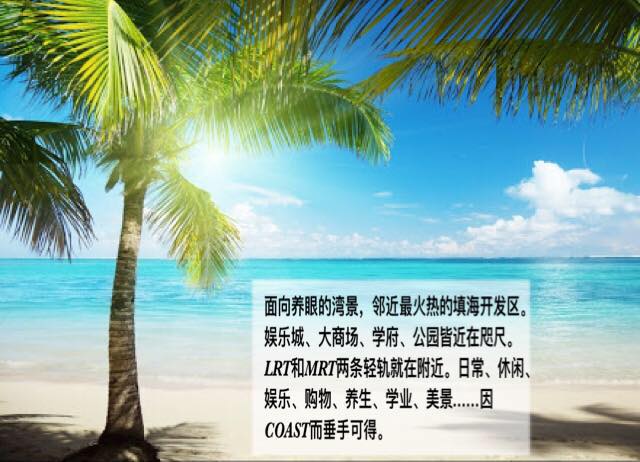 面向养眼的湾景，邻近最火热的填海开发区。
娱乐城、大商场、学府、公园皆近在咫尺。
LRT和MRT两条轻轨就在附近。日常、休闲、
娱乐、购物、养生、学业、美景......因
COAST而垂手可得。